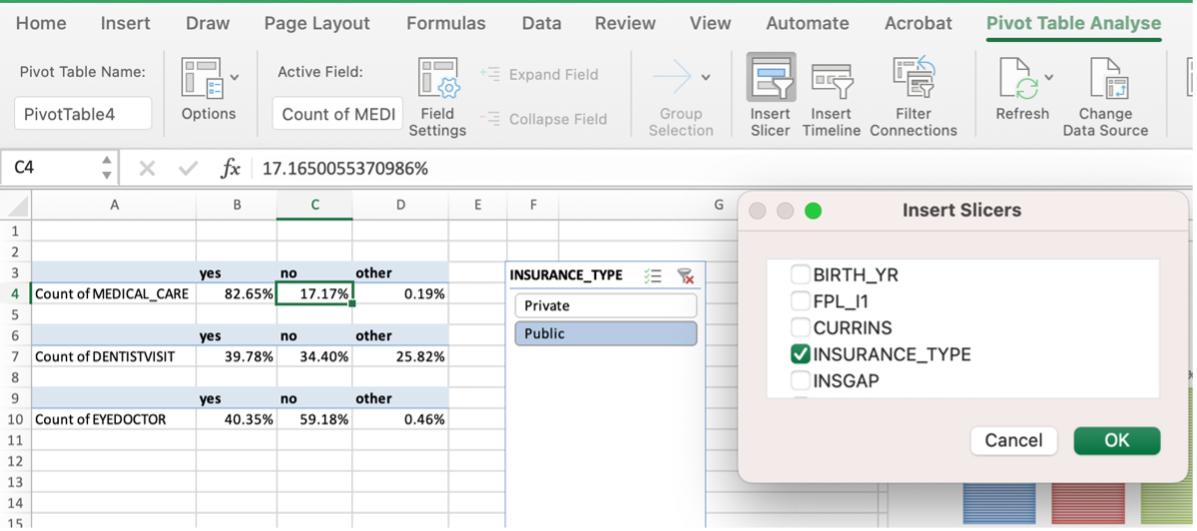 Home Insert Draw Page Layout Formulas Data Review View Automate Acrobat Pivot Table Analyse
Pivot Table Name: Active Field:
PivotTable4 Options Count of MEDI Field Settings Expand Field Collapse Field Group Selection Insert Slicer Insert Timeline Filter Connections Refresh Change Data Source
C4 fx 17.1650055370986%
A B C D E F G
1
2
3 yes no other
4 Count of MEDICAL_CARE 82.65% 17.17% 0.19%
5
6 yes no other
7 Count of DENTISTVISIT 39.78% 34.40% 25.82%
8
9 yes no other
10 Count of EYEDOCTOR 40.35% 59.18% 0.46%
11
12
13
14
15
INSURANCE_TYPE
Private
Public
Insert Slicers
BIRTH_YR
FPL_I1
CURRINS
INSURANCE_TYPE
INSGAP
Cancel OK